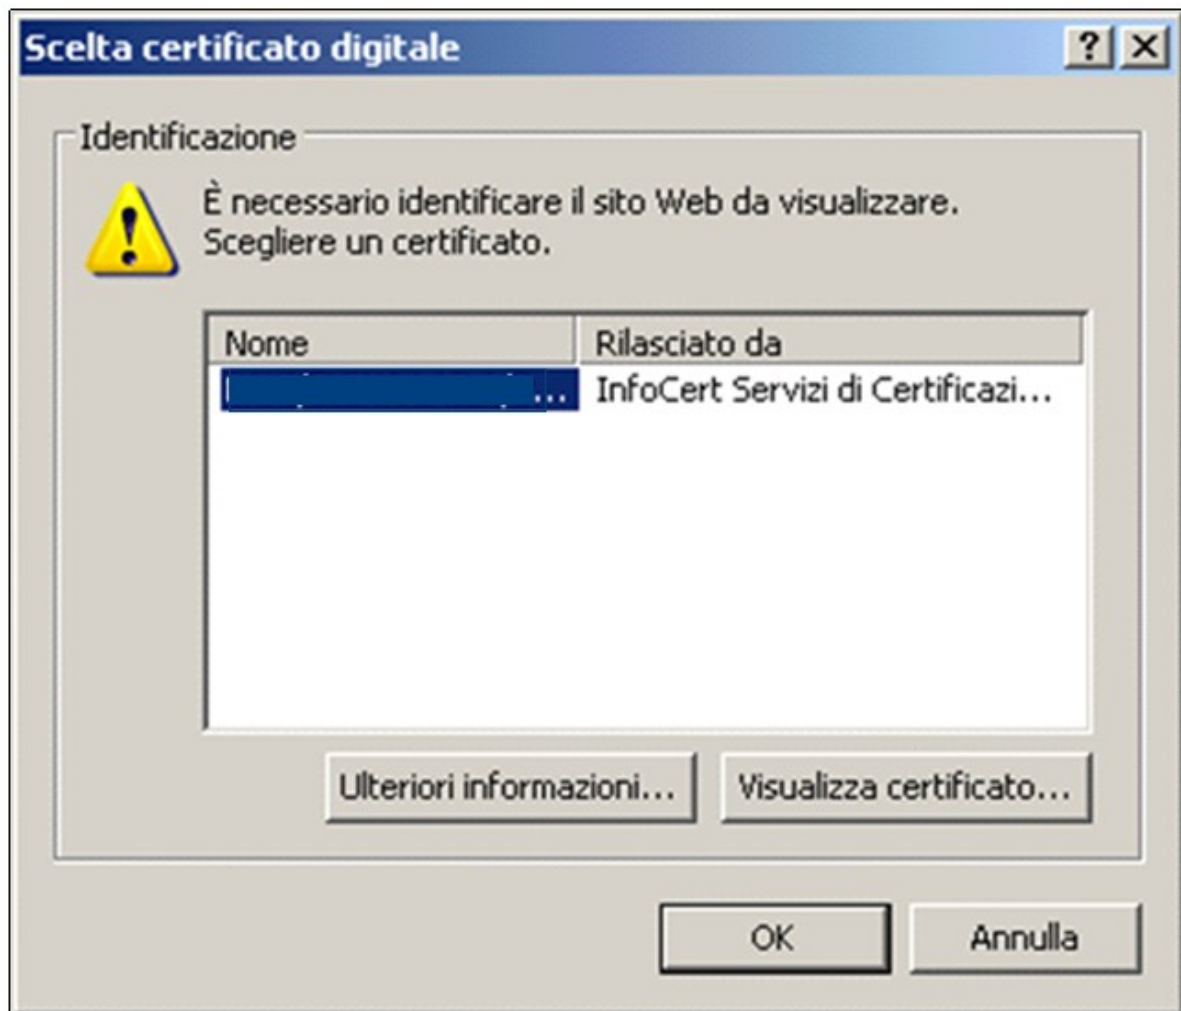 Scelta certificato digitale
Identificazione
È necessario identificare il sito Web da visualizzare.
Scegliere un certificato.
Nome Rilasciato da
... InfoCert Servizi di Certificazi...
Ulteriori informazioni... Visualizza certificato...
OK Annulla